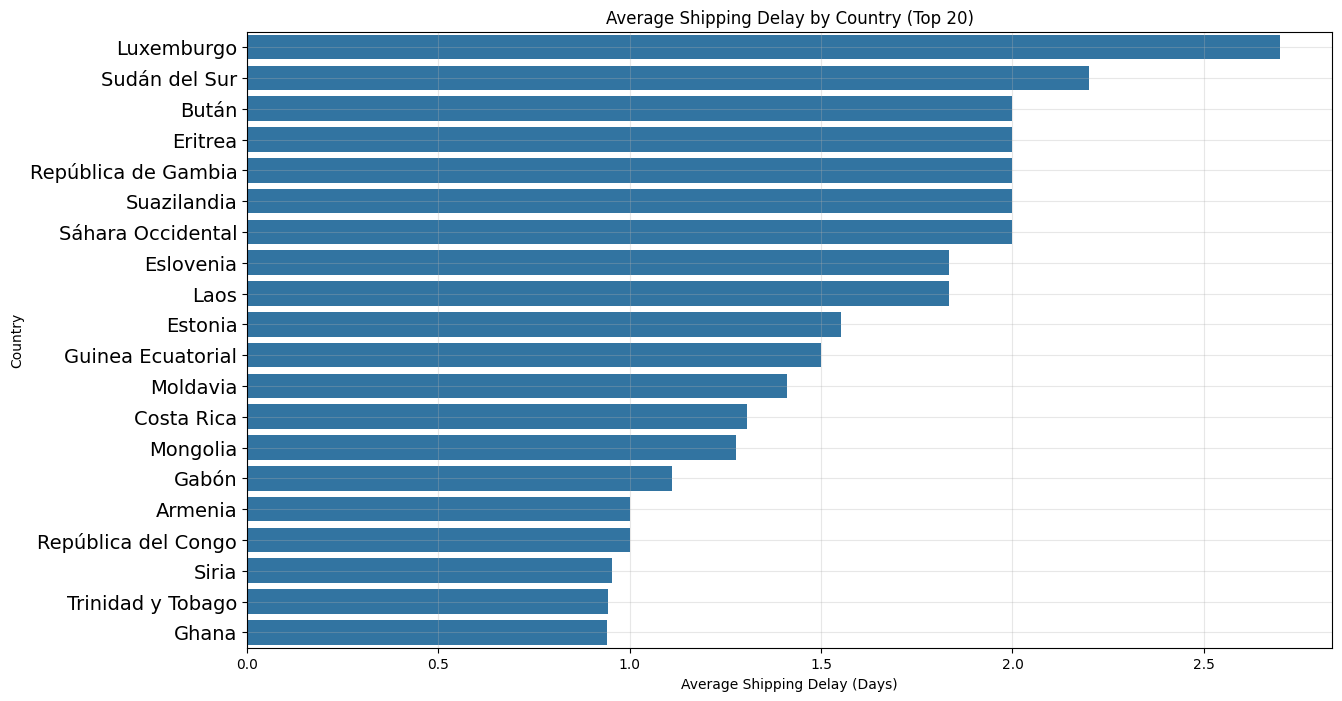 Average Shipping Delay by Country (Top 20)
Luxemburgo
Sudán del Sur
Bután
Eritrea
República de Gambia
Suazilandia
Sáhara Occidental
Eslovenia
Laos
Estonia
Guinea Ecuatorial
Moldavia
Costa Rica
Mongolia
Gabón
Armenia
República del Congo
Siria
Trinidad y Tobago
Ghana
Country
0.0 0.5 1.0 1.5 2.0 2.5
Average Shipping Delay (Days)